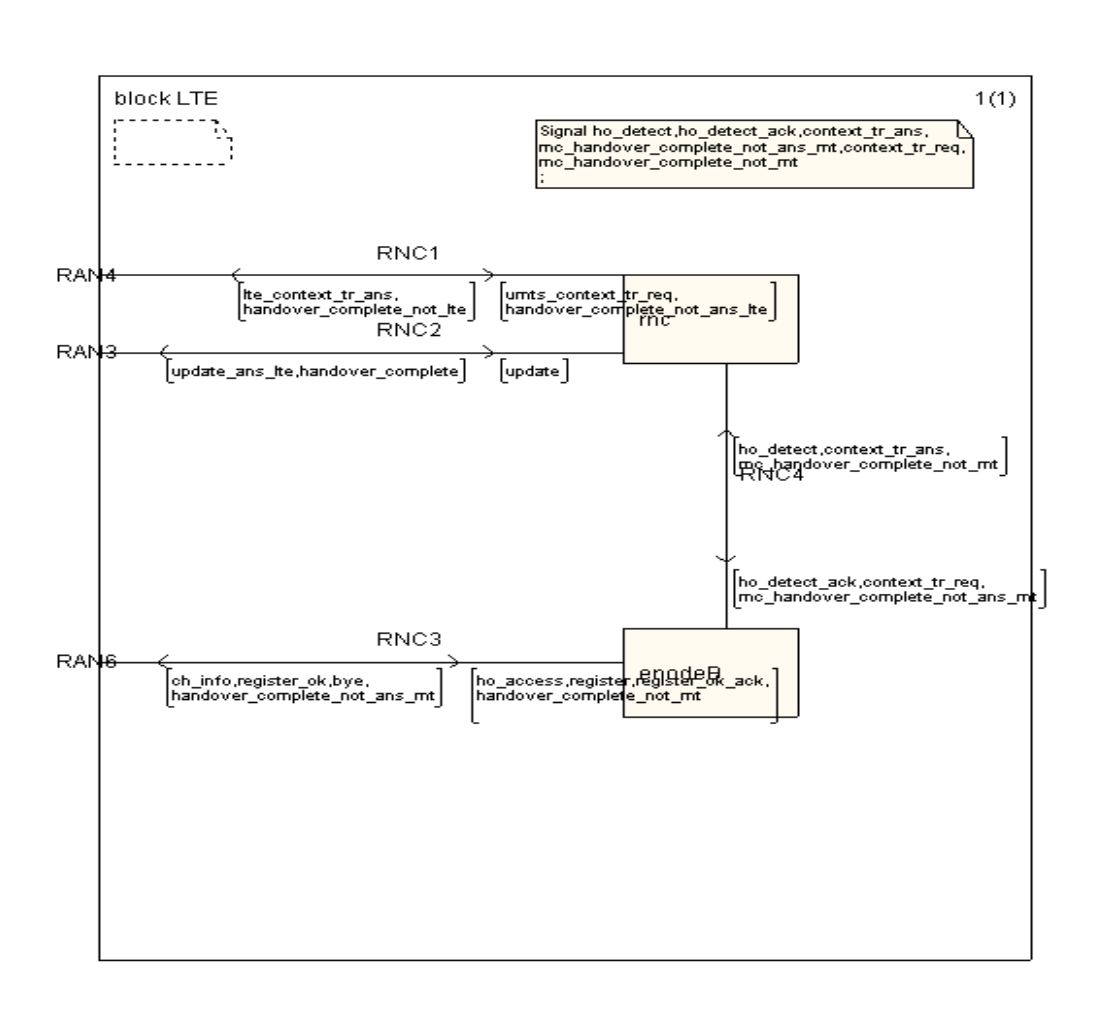 block LTE
1(1)
Signal ho_detect,ho_detect_ack,context_tr_ans,
mc_handover_complete_not_ans_mt,context_tr_req,
mc_handover_complete_not_mt
;
RNC1
RAN4
lte_context_tr_ans,
handover_complete_not_lte
umts_context_tr_req,
handover_complete_not_ans_lte
rnc
RNC2
RAN3
update_ans_lte,handover_complete
update
ho_detect,context_tr_ans,
mc_handover_complete_not_mt
RNC4
ho_detect_ack,context_tr_req,
mc_handover_complete_not_ans_mt
RNC3
RAN6
enodeB
ch_info,register_ok,bye,
handover_complete_not_ans_mt
ho_access,register,register_ok_ack,
handover_complete_not_mt